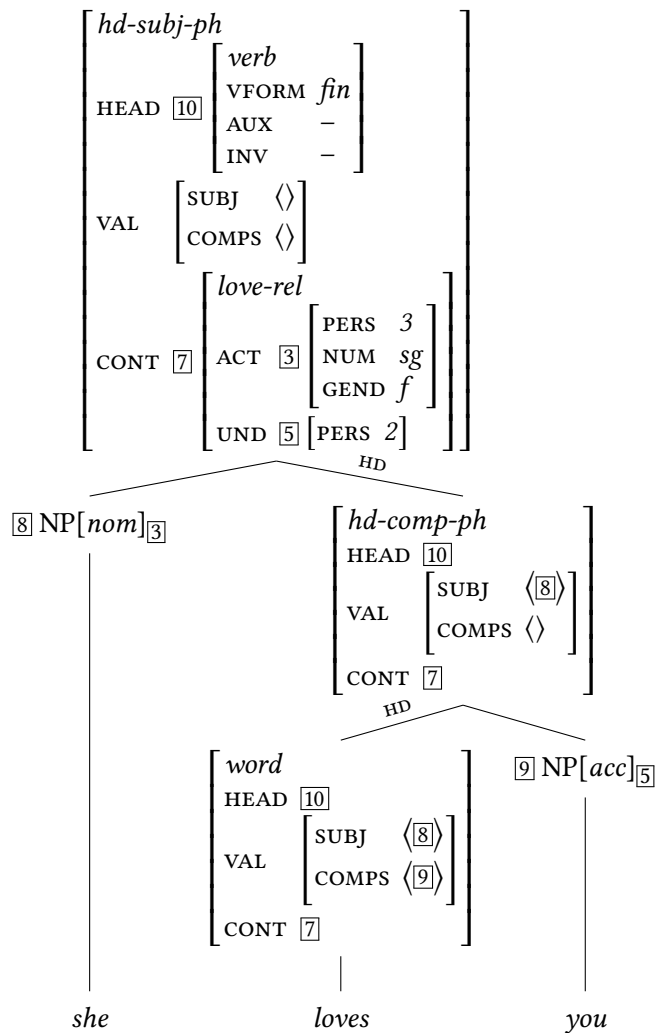 hd-subj-ph
HEAD 10 verb
VFORM fin
AUX –
INV –
VAL SUBJ ⟨⟩
COMPS ⟨⟩
CONT 7 love-rel
ACT 3 PERS 3
NUM sg
GEND f
UND 5 [PERS 2]
HD
8 NP[nom]3
hd-comp-ph
HEAD 10
VAL SUBJ ⟨8⟩
COMPS ⟨⟩
CONT 7
HD
word
HEAD 10
VAL SUBJ ⟨8⟩
COMPS ⟨9⟩
CONT 7
9 NP[acc]5
she loves you